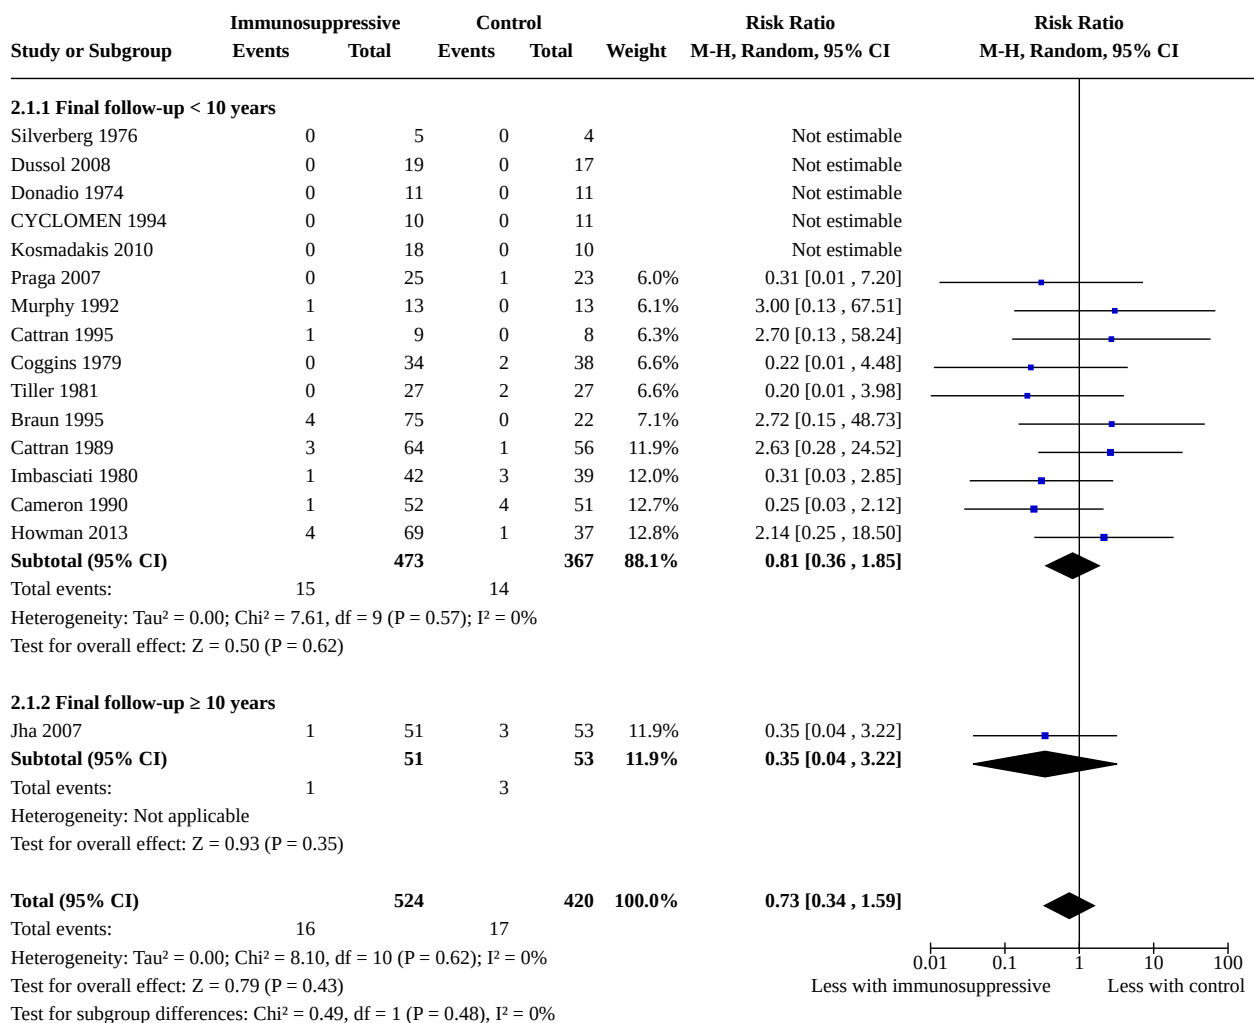 Immunosuppressive Control Risk Ratio Risk Ratio
Study or Subgroup Events Total Events Total Weight M-H, Random, 95% CI M-H, Random, 95% CI
2.1.1 Final follow-up < 10 years
Silverberg 1976 0 5 0 4 Not estimable
Dussol 2008 0 19 0 17 Not estimable
Donadio 1974 0 11 0 11 Not estimable
CYCLOMEN 1994 0 10 0 11 Not estimable
Kosmadakis 2010 0 18 0 10 Not estimable
Praga 2007 0 25 1 23 6.0% 0.31 [0.01 , 7.20]
Murphy 1992 1 13 0 13 6.1% 3.00 [0.13 , 67.51]
Cattran 1995 1 9 0 8 6.3% 2.70 [0.13 , 58.24]
Coggins 1979 0 34 2 38 6.6% 0.22 [0.01 , 4.48]
Tiller 1981 0 27 2 27 6.6% 0.20 [0.01 , 3.98]
Braun 1995 4 75 0 22 7.1% 2.72 [0.15 , 48.73]
Cattran 1989 3 64 1 56 11.9% 2.63 [0.28 , 24.52]
Imbasciati 1980 1 42 3 39 12.0% 0.31 [0.03 , 2.85]
Cameron 1990 1 52 4 51 12.7% 0.25 [0.03 , 2.12]
Howman 2013 4 69 1 37 12.8% 2.14 [0.25 , 18.50]
Subtotal (95% CI) 473 367 88.1% 0.81 [0.36 , 1.85]
Total events: 15 14
Heterogeneity: Tau² = 0.00; Chi² = 7.61, df = 9 (P = 0.57); I² = 0%
Test for overall effect: Z = 0.50 (P = 0.62)
2.1.2 Final follow-up ≥ 10 years
Jha 2007 1 51 3 53 11.9% 0.35 [0.04 , 3.22]
Subtotal (95% CI) 51 53 11.9% 0.35 [0.04 , 3.22]
Total events: 1 3
Heterogeneity: Not applicable
Test for overall effect: Z = 0.93 (P = 0.35)
Total (95% CI) 524 420 100.0% 0.73 [0.34 , 1.59]
Total events: 16 17
Heterogeneity: Tau² = 0.00; Chi² = 8.10, df = 10 (P = 0.62); I² = 0%
0.01 0.1 1 10 100
Test for overall effect: Z = 0.79 (P = 0.43) Less with immunosuppressive Less with control
Test for subgroup differences: Chi² = 0.49, df = 1 (P = 0.48), I² = 0%